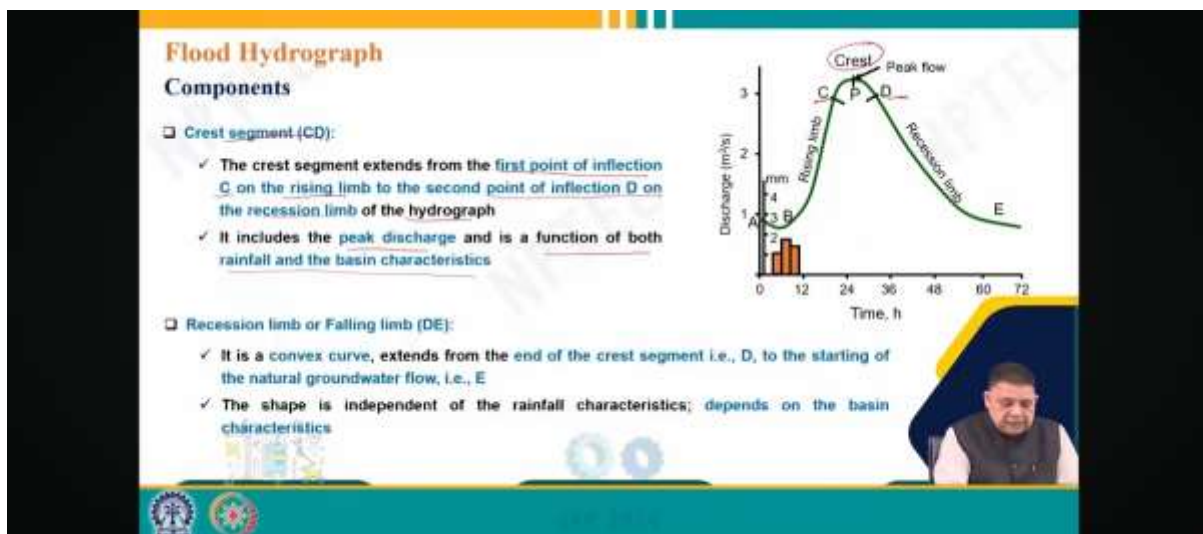 Flood Hydrograph
Components
Crest segment (CD):
✓ The crest segment extends from the first point of inflection
C on the rising limb to the second point of inflection D on
the recession limb of the hydrograph
✓ It includes the peak discharge and is a function of both
rainfall and the basin characteristics
Recession limb or Falling limb (DE):
✓ It is a convex curve, extends from the end of the crest segment i.e., D, to the starting of
the natural groundwater flow, i.e., E
✓ The shape is independent of the rainfall characteristics; depends on the basin
characteristics
Crest
Peak flow
C P D
3
Rising limb
Recession limb
Discharge (m³/s)
2
mm
4
1 3
A B E
2
0 12 24 36 48 60 72
Time, h
NPTEL
NPTEL